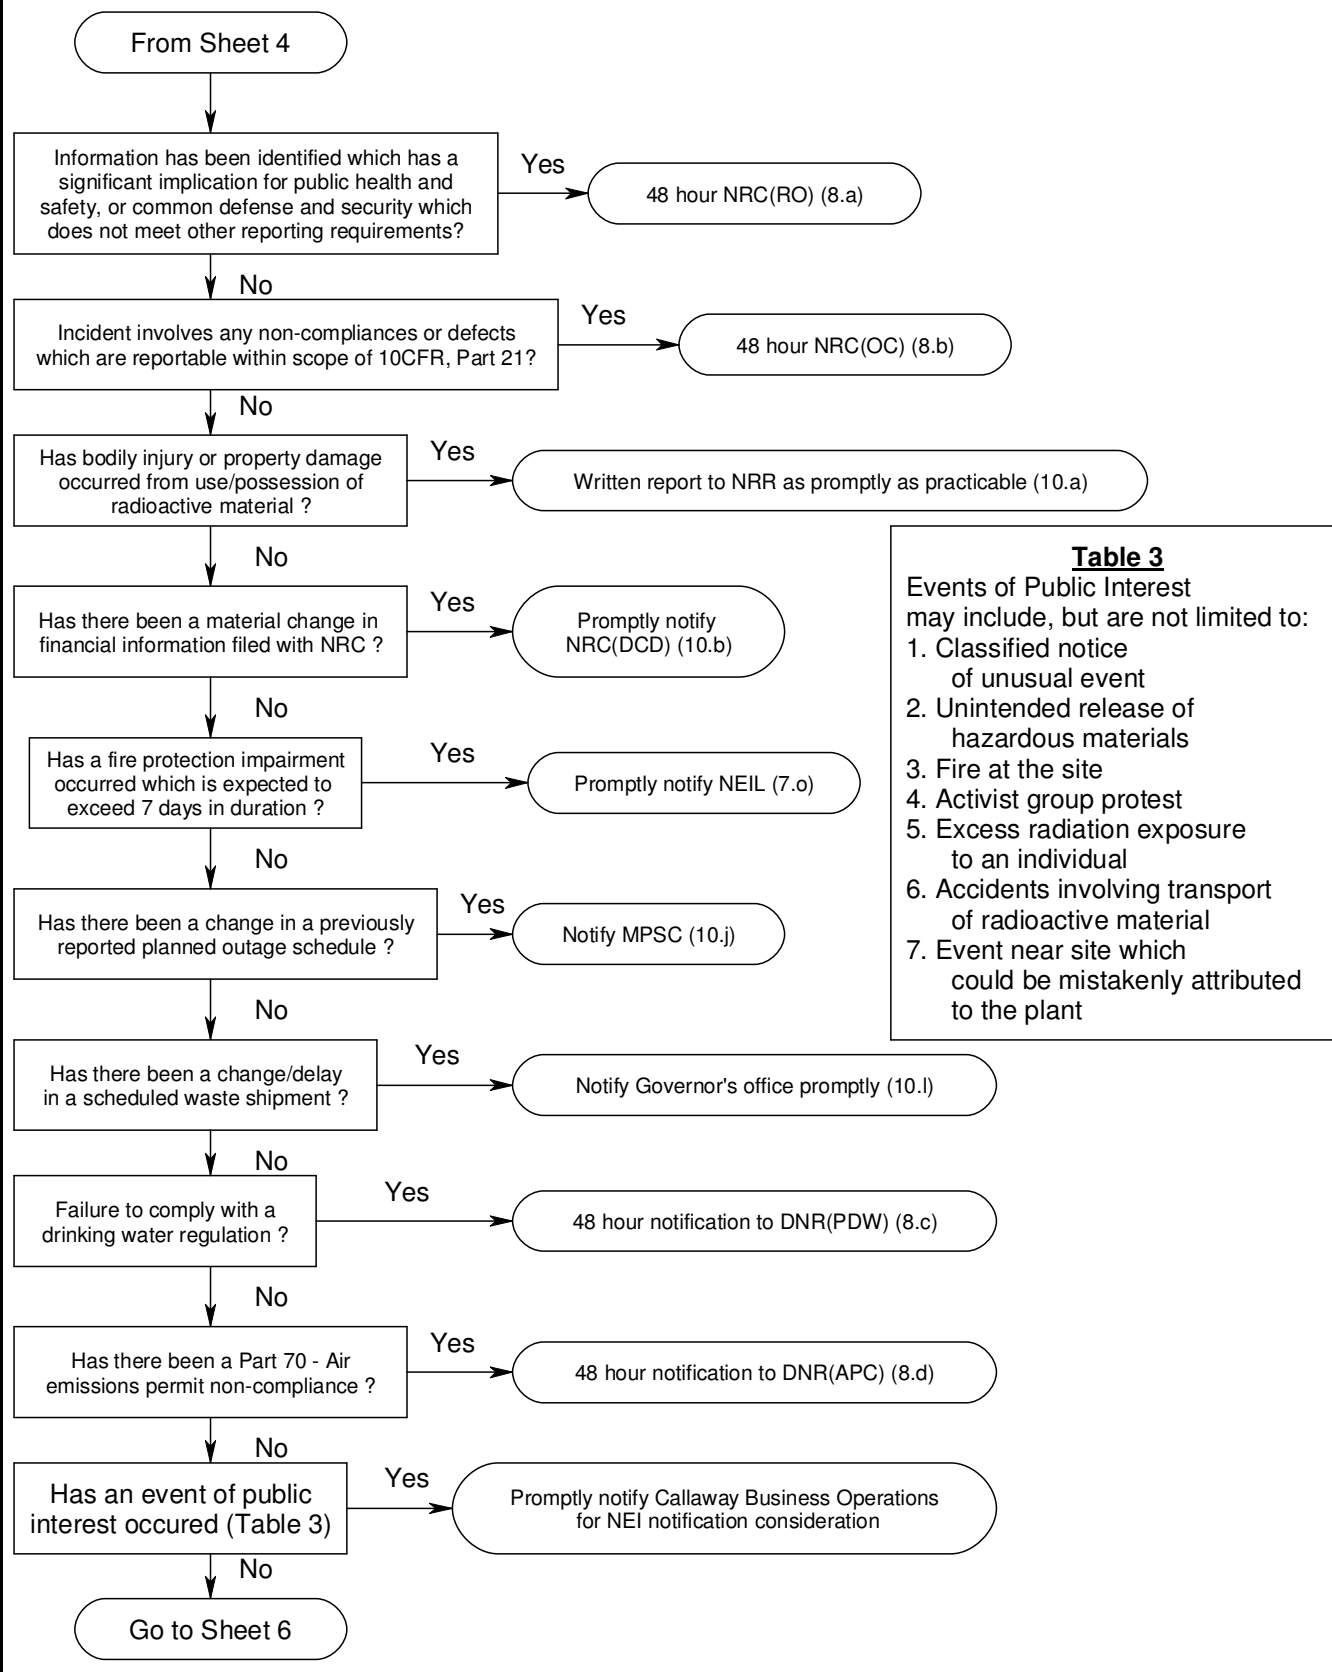 From Sheet 4
Information has been identified which has a
significant implication for public health and
safety, or common defense and security which
does not meet other reporting requirements?
Yes
48 hour NRC(RO) (8.a)
No
Incident involves any non-compliances or defects
which are reportable within scope of 10CFR, Part 21?
Yes
48 hour NRC(OC) (8.b)
No
Has bodily injury or property damage
occurred from use/possession of
radioactive material ?
Yes
Written report to NRR as promptly as practicable (10.a)
No
Has there been a material change in
financial information filed with NRC ?
Yes
Promptly notify
NRC(DCD) (10.b)
No
Has a fire protection impairment
occurred which is expected to
exceed 7 days in duration ?
Yes
Promptly notify NEIL (7.o)
No
Has there been a change in a previously
reported planned outage schedule ?
Yes
Notify MPSC (10.j)
No
Has there been a change/delay
in a scheduled waste shipment ?
Yes
Notify Governor's office promptly (10.l)
No
Failure to comply with a
drinking water regulation ?
Yes
48 hour notification to DNR(PDW) (8.c)
No
Has there been a Part 70 - Air
emissions permit non-compliance ?
Yes
48 hour notification to DNR(APC) (8.d)
No
Has an event of public
interest occured (Table 3)
Yes
Promptly notify Callaway Business Operations
for NEI notification consideration
No
Go to Sheet 6
Table 3
Events of Public Interest
may include, but are not limited to:
1. Classified notice
of unusual event
2. Unintended release of
hazardous materials
3. Fire at the site
4. Activist group protest
5. Excess radiation exposure
to an individual
6. Accidents involving transport
of radioactive material
7. Event near site which
could be mistakenly attributed
to the plant